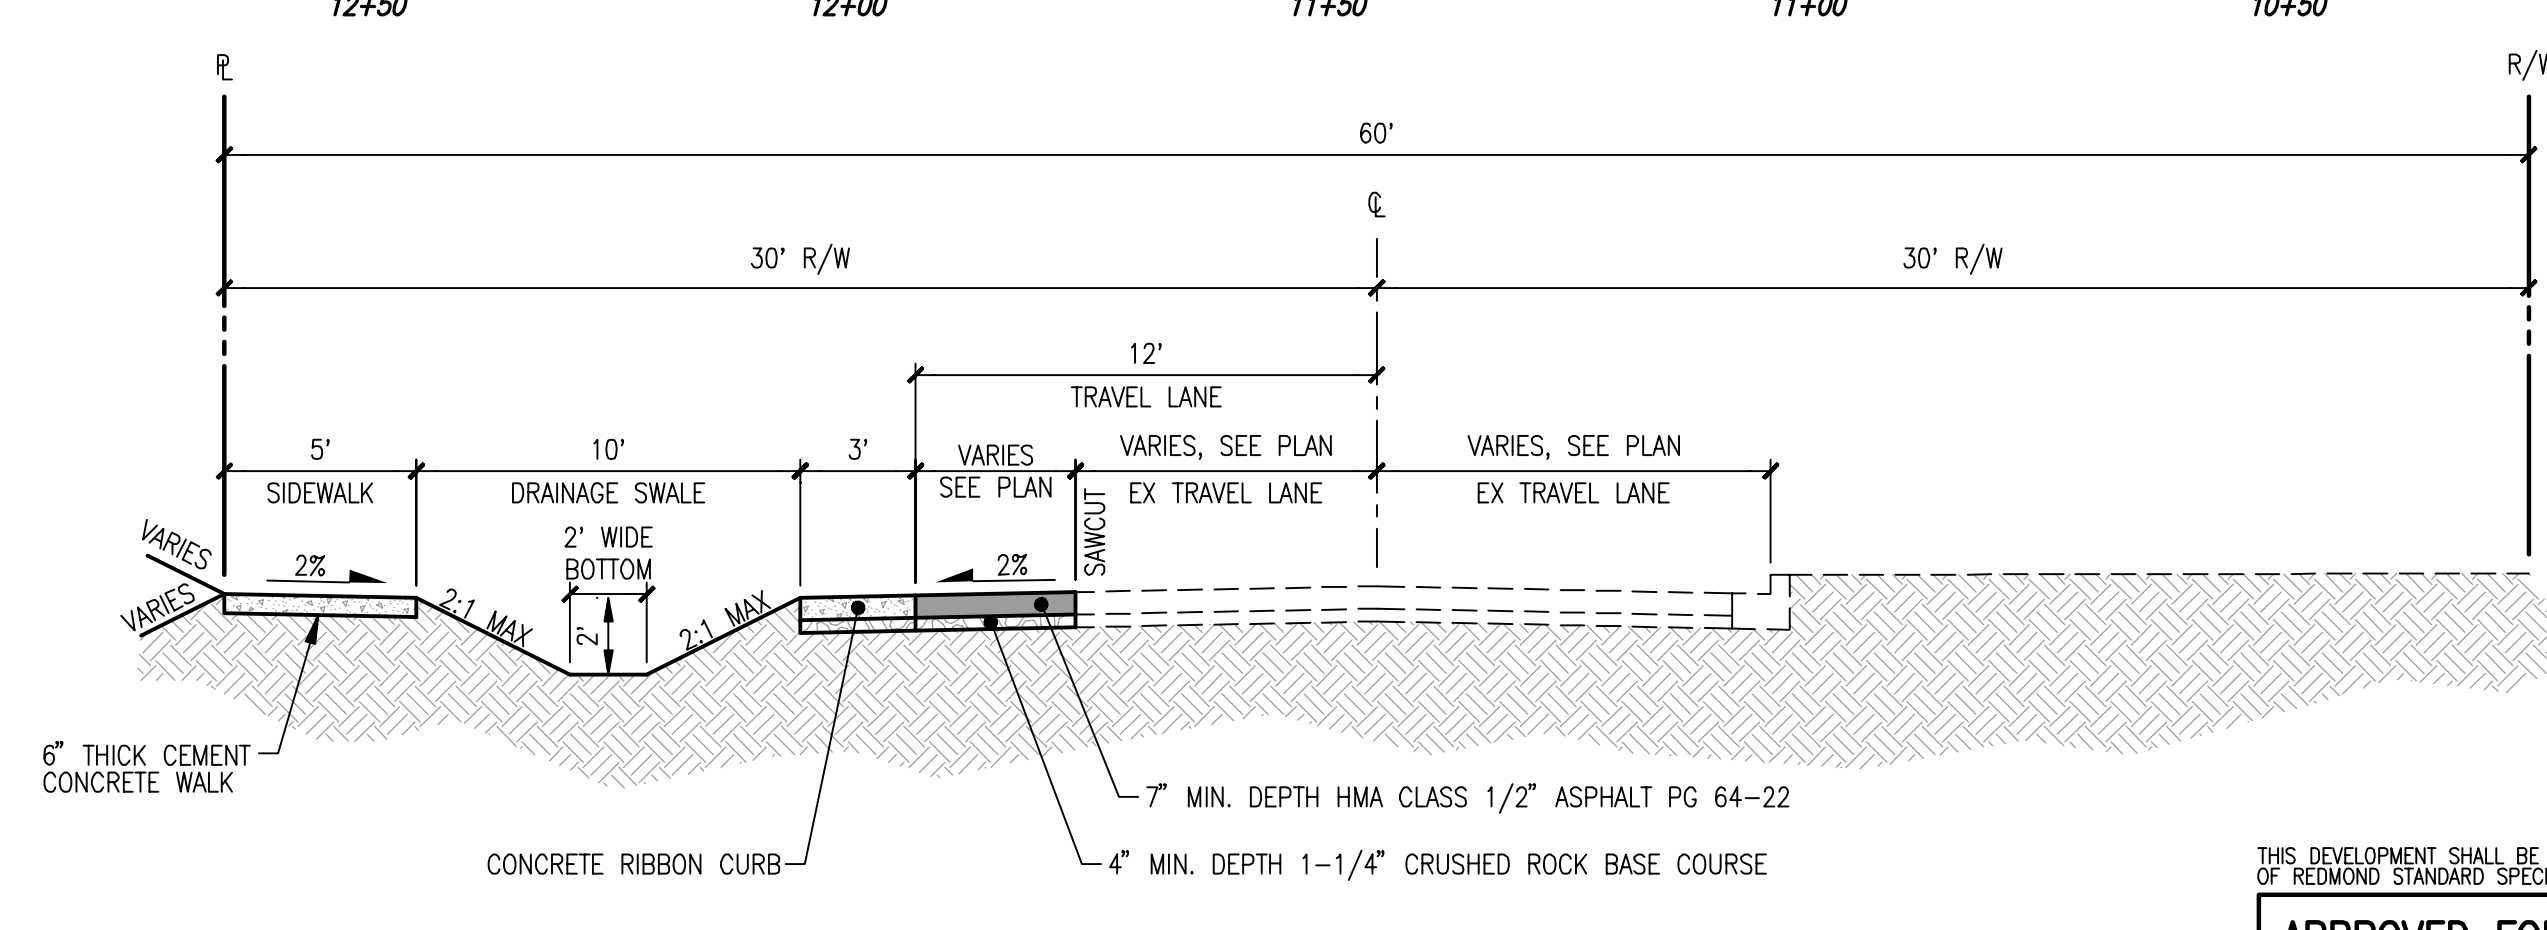 12+50
12+00
11+50
11+00
10+50
PL
R/W
60'
CL
30' R/W
30' R/W
12'
TRAVEL LANE
5'
10'
3'
VARIES
SEE PLAN
VARIES, SEE PLAN
VARIES, SEE PLAN
SIDEWALK
DRAINAGE SWALE
EX TRAVEL LANE
EX TRAVEL LANE
SAWCUT
2' WIDE
BOTTOM
VARIES
VARIES
2%
2:1 MAX
2'
2:1 MAX
2%
6" THICK CEMENT
CONCRETE WALK
7" MIN. DEPTH HMA CLASS 1/2" ASPHALT PG 64-22
CONCRETE RIBBON CURB
4" MIN. DEPTH 1-1/4" CRUSHED ROCK BASE COURSE
THIS DEVELOPMENT SHALL BE
OF REDMOND STANDARD SPECI
APPROVED FO